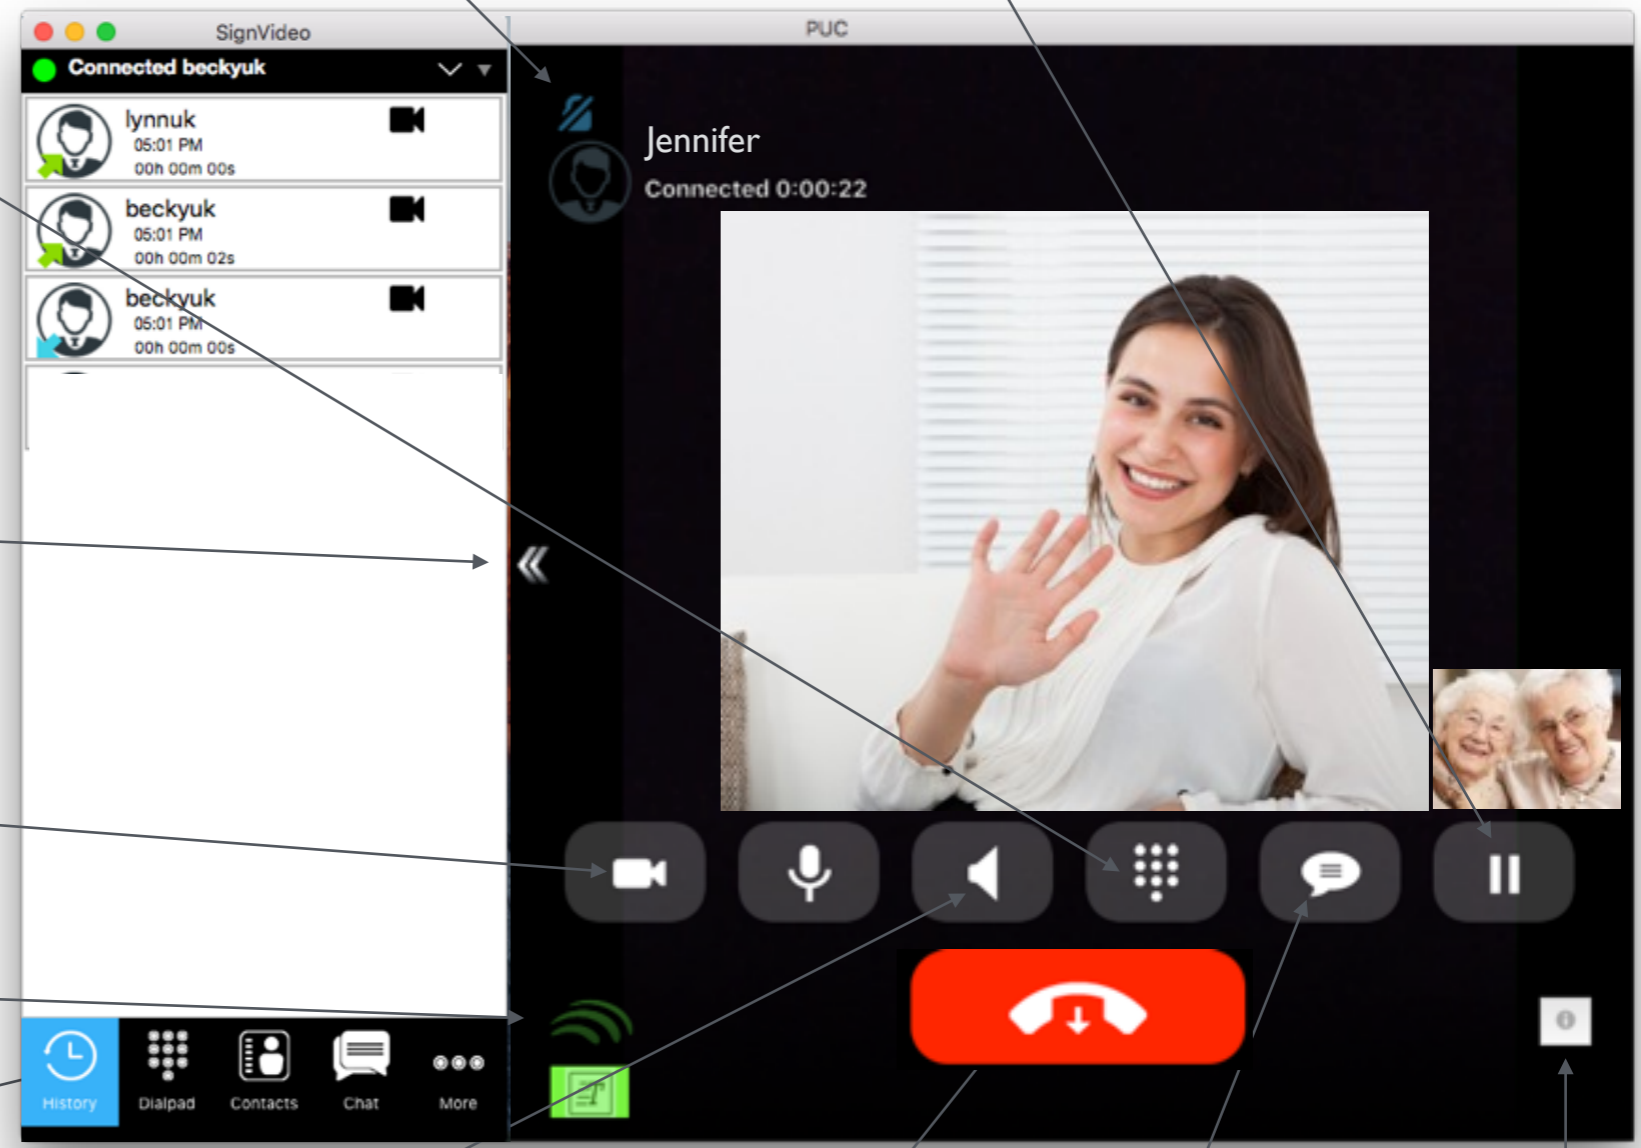 SignVideo
PUC
Connected beckyuk
lynnuk
05:01 PM
00h 00m 00s
beckyuk
05:01 PM
00h 00m 02s
beckyuk
05:01 PM
00h 00m 00s
Jennifer
Connected 0:00:22
History
Dialpad
Contacts
Chat
More